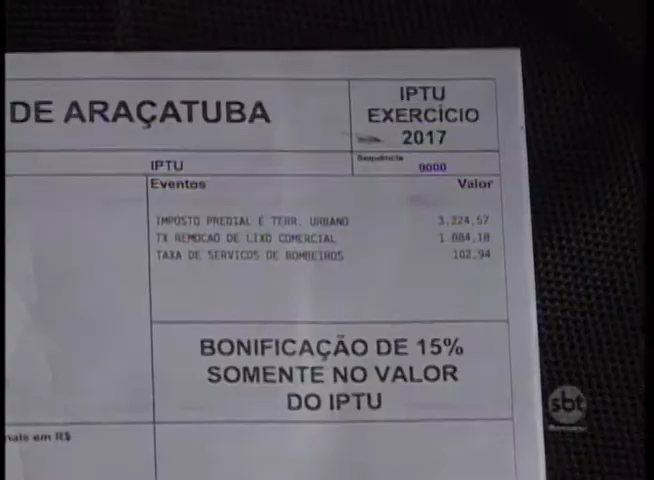 DE ARAÇATUBA
IPTU
EXERCÍCIO
2017
Sequência
9000
IPTU
Eventos Valor
IMPOSTO PREDIAL E TERR. URBANO 3.224,57
TX REMOCAO DE LIXO COMERCIAL 1.084,18
TAXA DE SERVICOS DE BOMBEIROS 102,94
BONIFICAÇÃO DE 15%
SOMENTE NO VALOR
DO IPTU
em R$
sbt